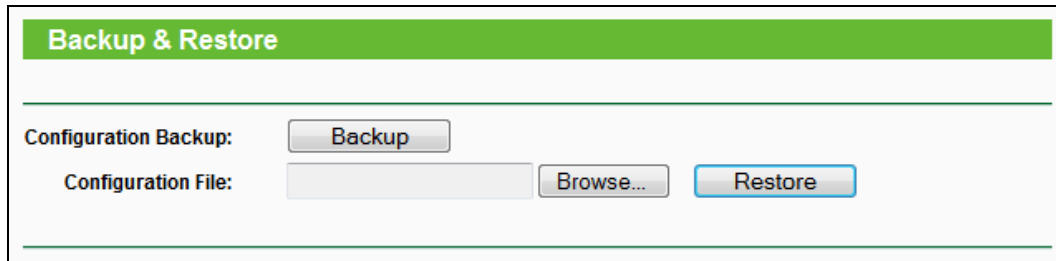 Backup & Restore
Configuration Backup: Backup
Configuration File: Browse... Restore